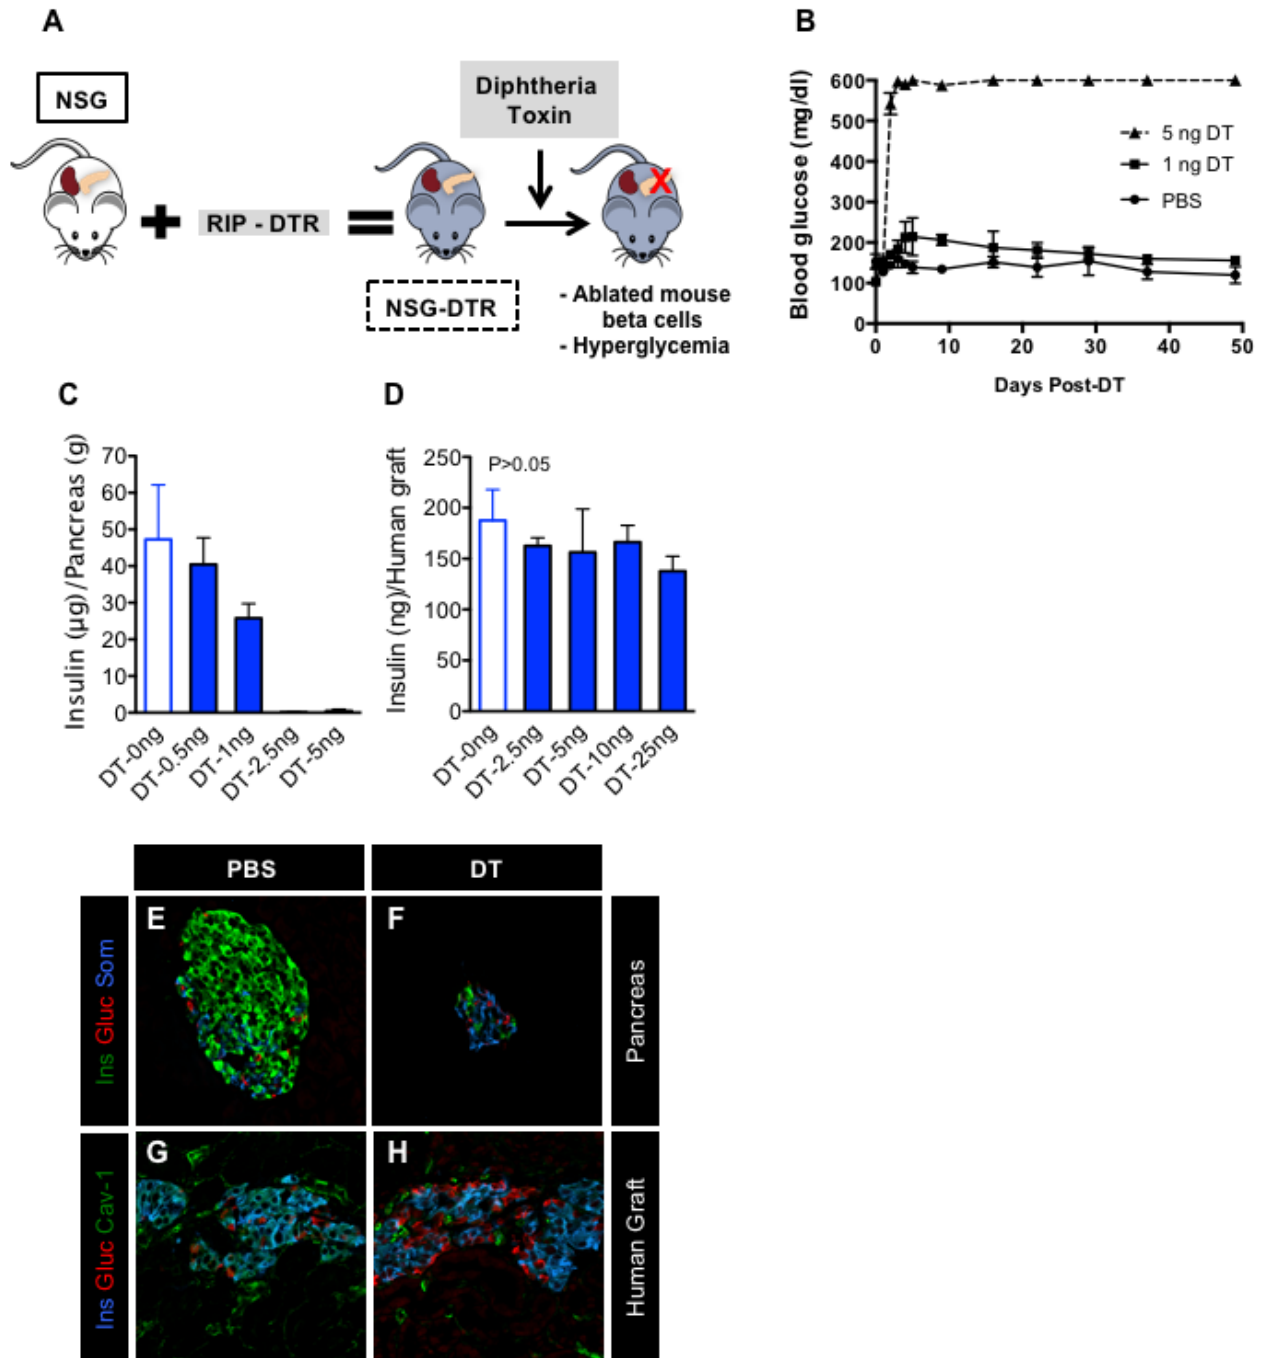 A
NSG
RIP - DTR
NSG-DTR
Diphtheria
Toxin
X
- Ablated mouse
beta cells
- Hyperglycemia
B
Blood glucose (mg/dl)
600
500
400
300
200
100
0
5 ng DT
1 ng DT
PBS
0
10
20
30
40
50
Days Post-DT
C
Insulin (µg)/Pancreas (g)
70
60
50
40
30
20
10
0
DT-0ng
DT-0.5ng
DT-1ng
DT-2.5ng
DT-5ng
D
Insulin (ng)/Human graft
250
200
150
100
50
0
P>0.05
DT-0ng
DT-2.5ng
DT-5ng
DT-10ng
DT-25ng
PBS
DT
Ins Gluc Som
E
F
Pancreas
Ins Gluc Cav-1
G
H
Human Graft